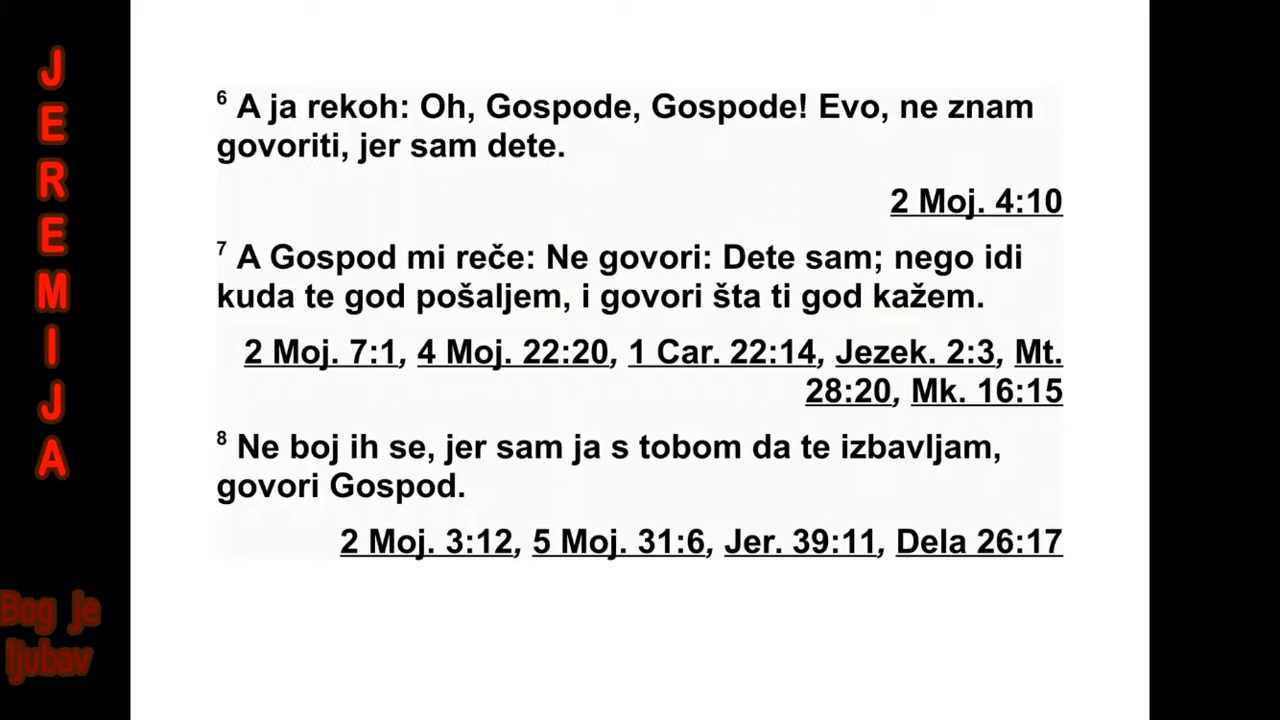 JEREMIJA
⁶ A ja rekoh: Oh, Gospode, Gospode! Evo, ne znam
govoriti, jer sam dete.
2 Moj. 4:10
⁷ A Gospod mi reče: Ne govori: Dete sam; nego idi
kuda te god pošaljem, i govori šta ti god kažem.
2 Moj. 7:1, 4 Moj. 22:20, 1 Car. 22:14, Jezek. 2:3, Mt.
28:20, Mk. 16:15
⁸ Ne boj ih se, jer sam ja s tobom da te izbavljam,
govori Gospod.
2 Moj. 3:12, 5 Moj. 31:6, Jer. 39:11, Dela 26:17
Bog je
ljubav